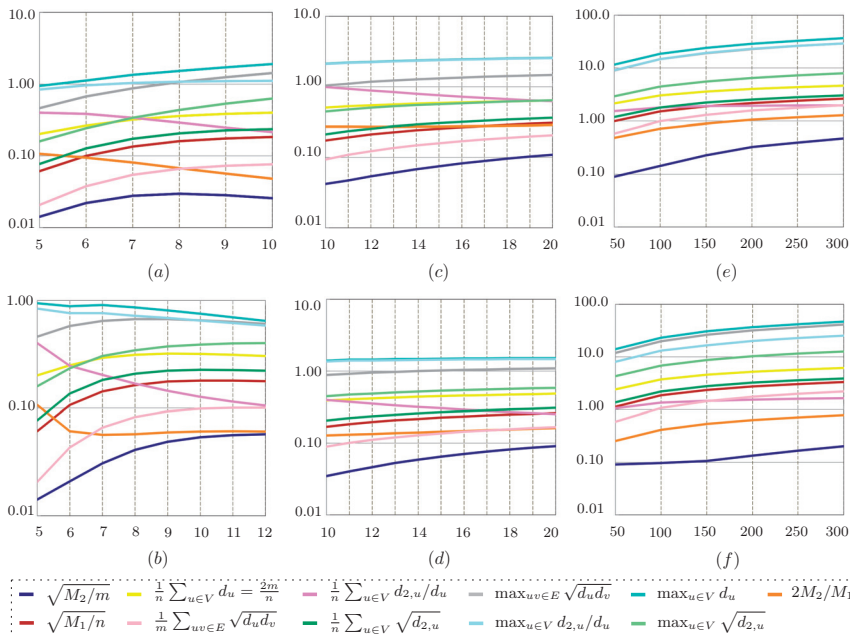 10.0
1.00
0.10
0.01
5 6 7 8 9 10
(a)
10.0
1.00
0.10
0.01
10 12 14 16 18 20
(c)
100.0
10.0
1.00
0.10
0.01
50 100 150 200 250 300
(e)
1.00
0.10
0.01
5 6 7 8 9 10 11 12
(b)
10.0
1.00
0.10
0.01
10 12 14 16 18 20
(d)
100.0
10.0
1.0
0.10
0.01
50 100 150 200 250 300
(f)
√(M₂/m) 1/n ∑_{u∈V} d_u = 2m/n 1/n ∑_{u∈V} d_{2,u}/d_u max_{uv∈E} √(d_u d_v) max_{u∈V} d_u 2M₂/M₁
√(M₁/n) 1/m ∑_{uv∈E} √(d_u d_v) 1/n ∑_{u∈V} √(d_{2,u}) max_{u∈V} d_{2,u}/d_u max_{u∈V} √(d_{2,u})